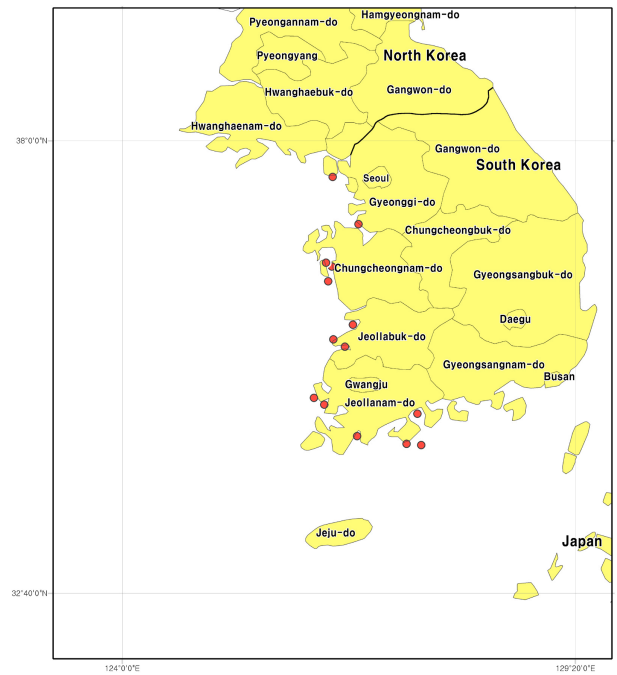 Hamgyeongnam-do
Pyeongannam-do
Pyeongyang
North Korea
Hwanghaebuk-do
Gangwon-do
Hwanghaenam-do
38°0'0"N
Gangwon-do
South Korea
Seoul
Gyeonggi-do
Chungcheongbuk-do
Chungcheongnam-do
Gyeongsangbuk-do
Daegu
Jeollabuk-do
Gyeongsangnam-do
Busan
Gwangju
Jeollanam-do
Jeju-do
Japan
32°40'0"N
124°0'0"E
129°20'0"E